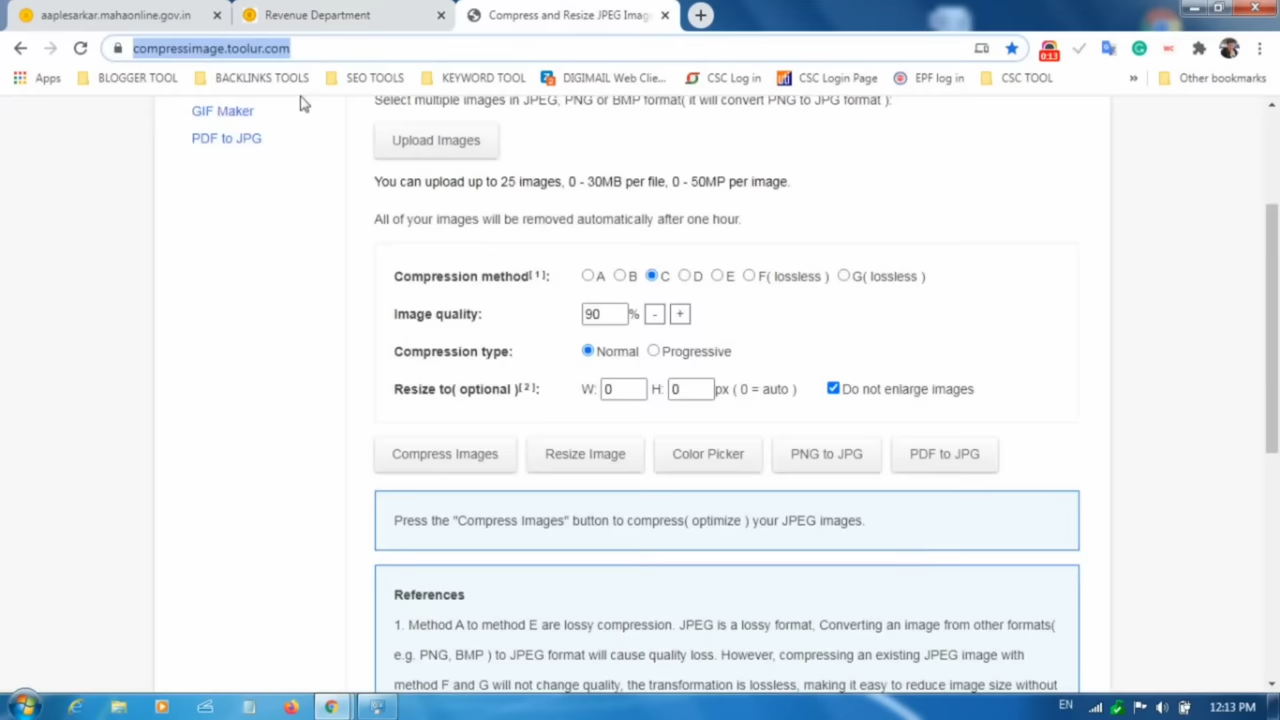 aaplesarkar.mahaonline.gov.in
Revenue Department
Compress and Resize JPEG Imag
compressimage.toolur.com
0:13
Apps
BLOGGER TOOL
BACKLINKS TOOLS
SEO TOOLS
KEYWORD TOOL
DIGIMAIL Web Clie...
CSC Log in
CSC Login Page
EPF log in
CSC TOOL
»
Other bookmarks
GIF Maker
PDF to JPG
Select multiple images in JPEG, PNG or BMP format( it will convert PNG to JPG format ):
Upload Images
You can upload up to 25 images, 0 - 30MB per file, 0 - 50MP per image.
All of your images will be removed automatically after one hour.
Compression method[ 1 ]: A B C D E F( lossless ) G( lossless )
Image quality: 90 % - +
Compression type: Normal Progressive
Resize to( optional )[ 2 ]: W: 0 H: 0 px ( 0 = auto ) Do not enlarge images
Compress Images
Resize Image
Color Picker
PNG to JPG
PDF to JPG
Press the "Compress Images" button to compress( optimize ) your JPEG images.
References
1. Method A to method E are lossy compression. JPEG is a lossy format, Converting an image from other formats(
e.g. PNG, BMP ) to JPEG format will cause quality loss. However, compressing an existing JPEG image with
method F and G will not change quality, the transformation is lossless, making it easy to reduce image size without
EN
12:13 PM